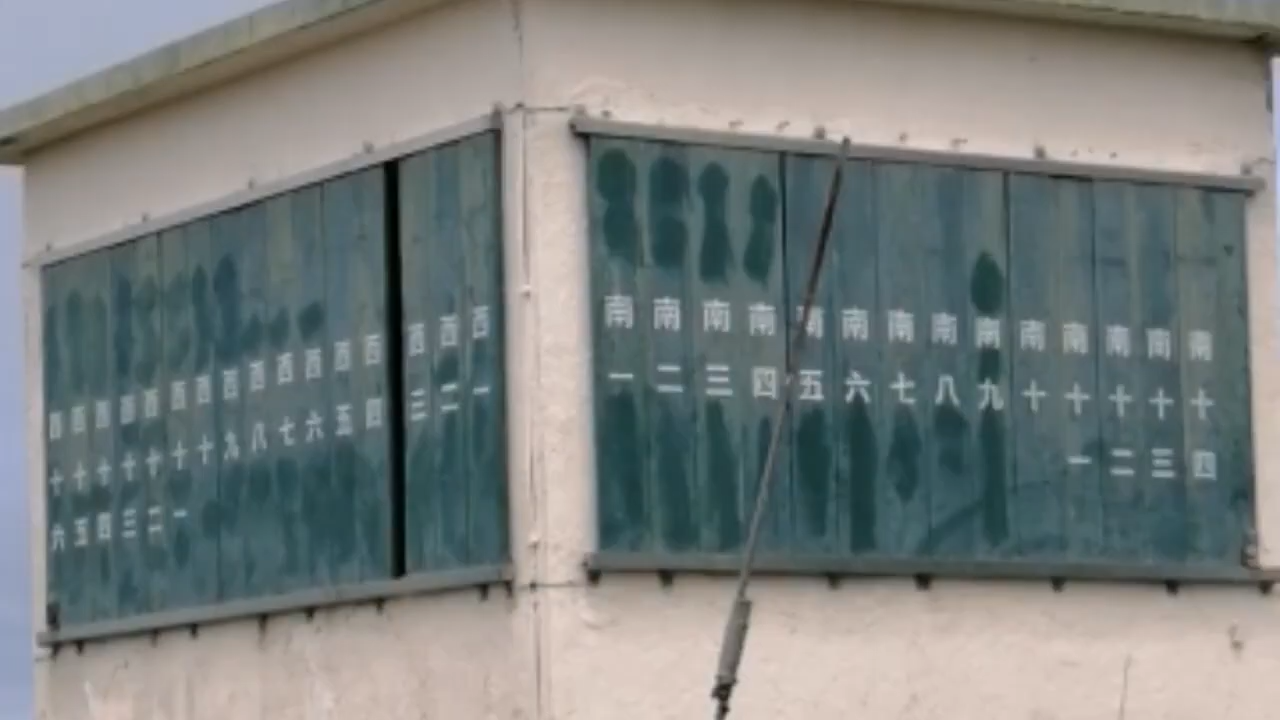 西十六
西十五
西十四
西十三
西十二
西十一
西十
西九
西八
西七
西六
西五
西四
西三
西二
西一
南一
南二
南三
南四
南五
南六
南七
南八
南九
南十
南十一
南十二
南十三
南十四